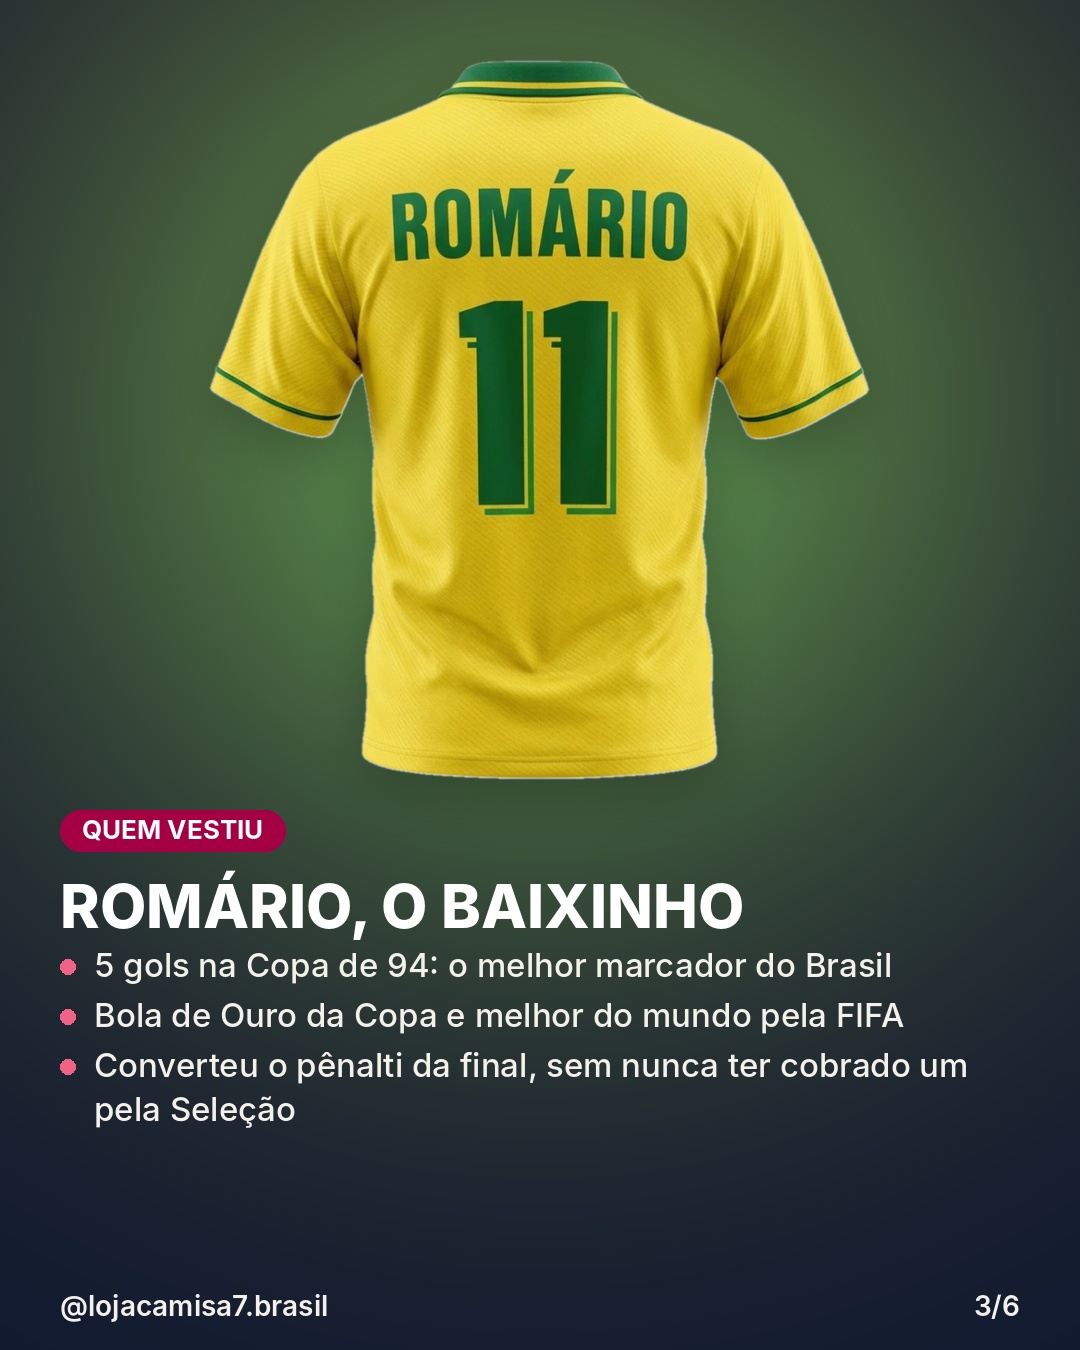 ROMÁRIO
11
QUEM VESTIU
ROMÁRIO, O BAIXINHO
5 gols na Copa de 94: o melhor marcador do Brasil
Bola de Ouro da Copa e melhor do mundo pela FIFA
Converteu o pênalti da final, sem nunca ter cobrado um
pela Seleção
@lojacamisa7.brasil
3/6